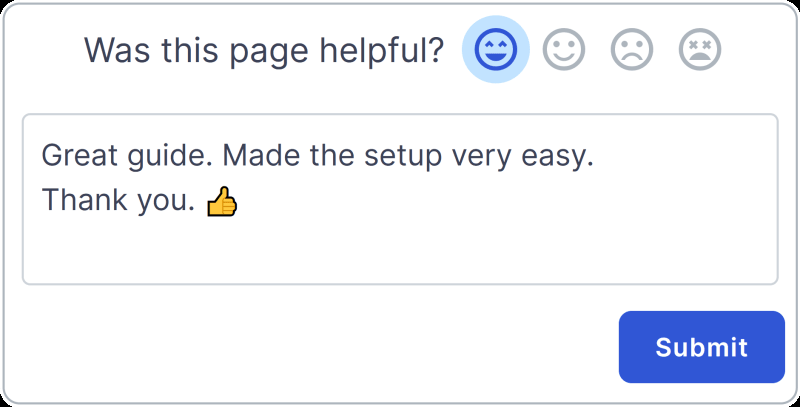 Was this page helpful?
Great guide. Made the setup very easy.
Thank you. 👍
Submit